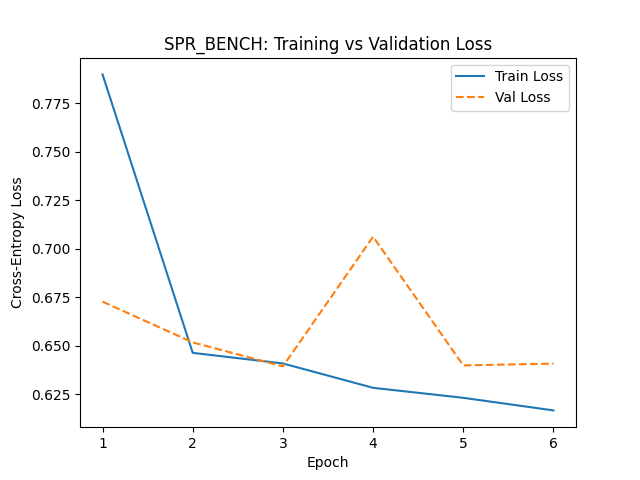 SPR_BENCH: Training vs Validation Loss
Train Loss
Val Loss
Cross-Entropy Loss
0.775
0.750
0.725
0.700
0.675
0.650
0.625
1 2 3 4 5 6
Epoch